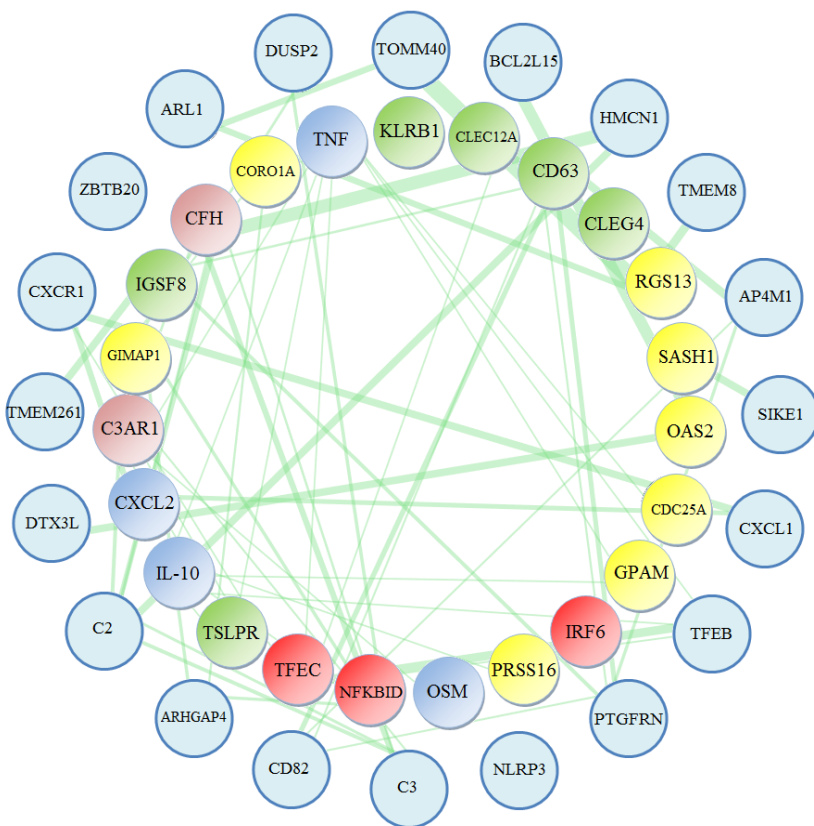 DUSP2
TOMM40
BCL2L15
ARL1
TNF
KLRB1
CLEC12A
HMCN1
CORO1A
CD63
ZBTB20
CFH
CLEG4
TMEM8
IGSF8
RGS13
CXCR1
AP4M1
GIMAP1
SASH1
TMEM261
C3AR1
OAS2
SIKE1
CXCL2
CDC25A
DTX3L
CXCL1
IL-10
GPAM
C2
TSLPR
IRF6
TFEB
TFEC
NFKBID
OSM
PRSS16
ARHGAP4
PTGFRN
CD82
C3
NLRP3